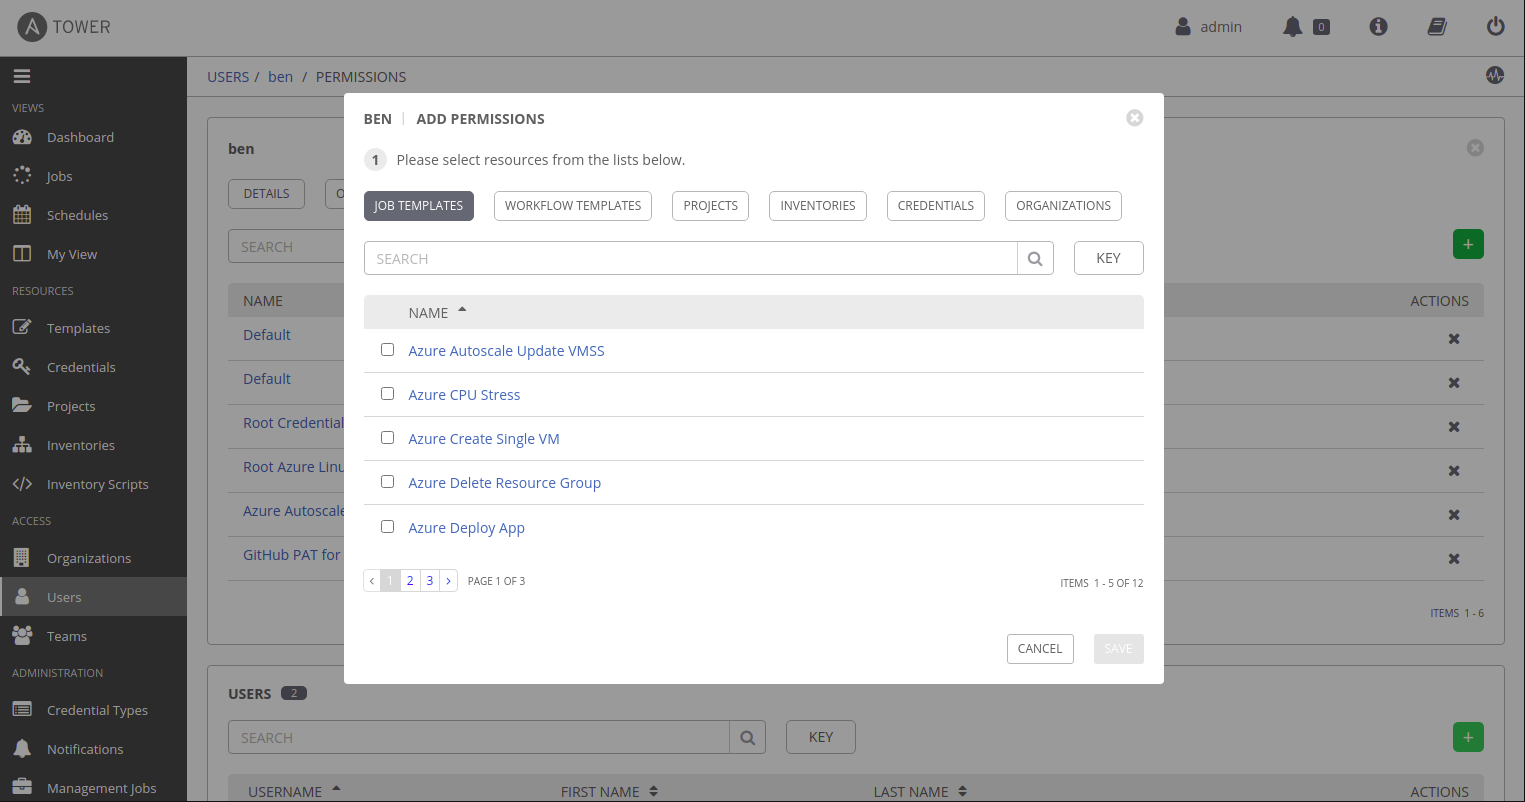 TOWER
admin
0
USERS / ben / PERMISSIONS
VIEWS
Dashboard
Jobs
Schedules
My View
RESOURCES
Templates
Credentials
Projects
Inventories
Inventory Scripts
ACCESS
Organizations
Users
Teams
ADMINISTRATION
Credential Types
Notifications
Management Jobs
ben
DETAILS
O
SEARCH
+
NAME
ACTIONS
Default
Default
Root Credential
Root Azure Linu
Azure Autoscale
GitHub PAT for
ITEMS 1 - 6
BEN | ADD PERMISSIONS
1 Please select resources from the lists below.
JOB TEMPLATES WORKFLOW TEMPLATES PROJECTS INVENTORIES CREDENTIALS ORGANIZATIONS
SEARCH
KEY
NAME
Azure Autoscale Update VMSS
Azure CPU Stress
Azure Create Single VM
Azure Delete Resource Group
Azure Deploy App
‹ 1 2 3 › PAGE 1 OF 3
ITEMS 1 - 5 OF 12
CANCEL SAVE
USERS 2
SEARCH
KEY
+
USERNAME FIRST NAME LAST NAME ACTIONS